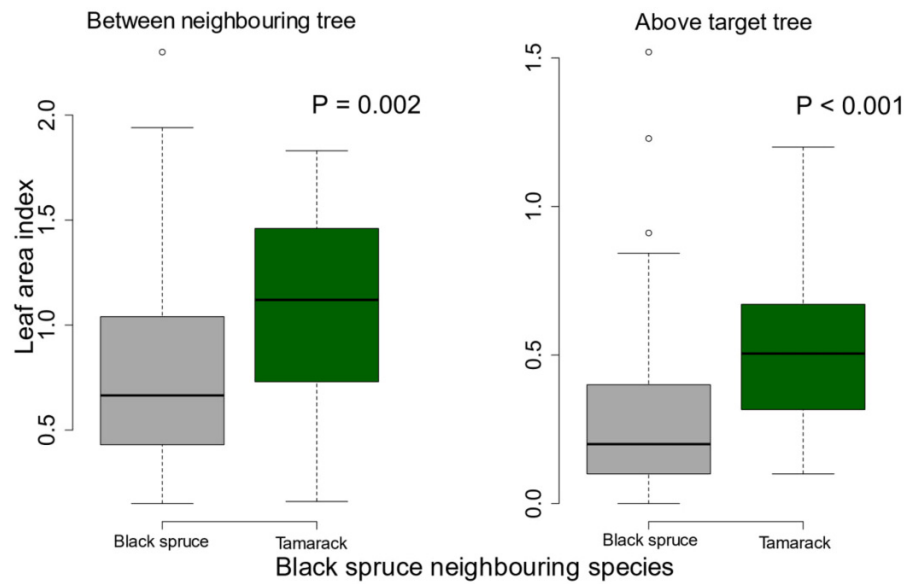 Between neighbouring tree
Above target tree
P = 0.002
P < 0.001
Leaf area index
2.0
1.5
1.0
0.5
1.5
1.0
0.5
0.0
Black spruce
Tamarack
Black spruce
Tamarack
Black spruce neighbouring species